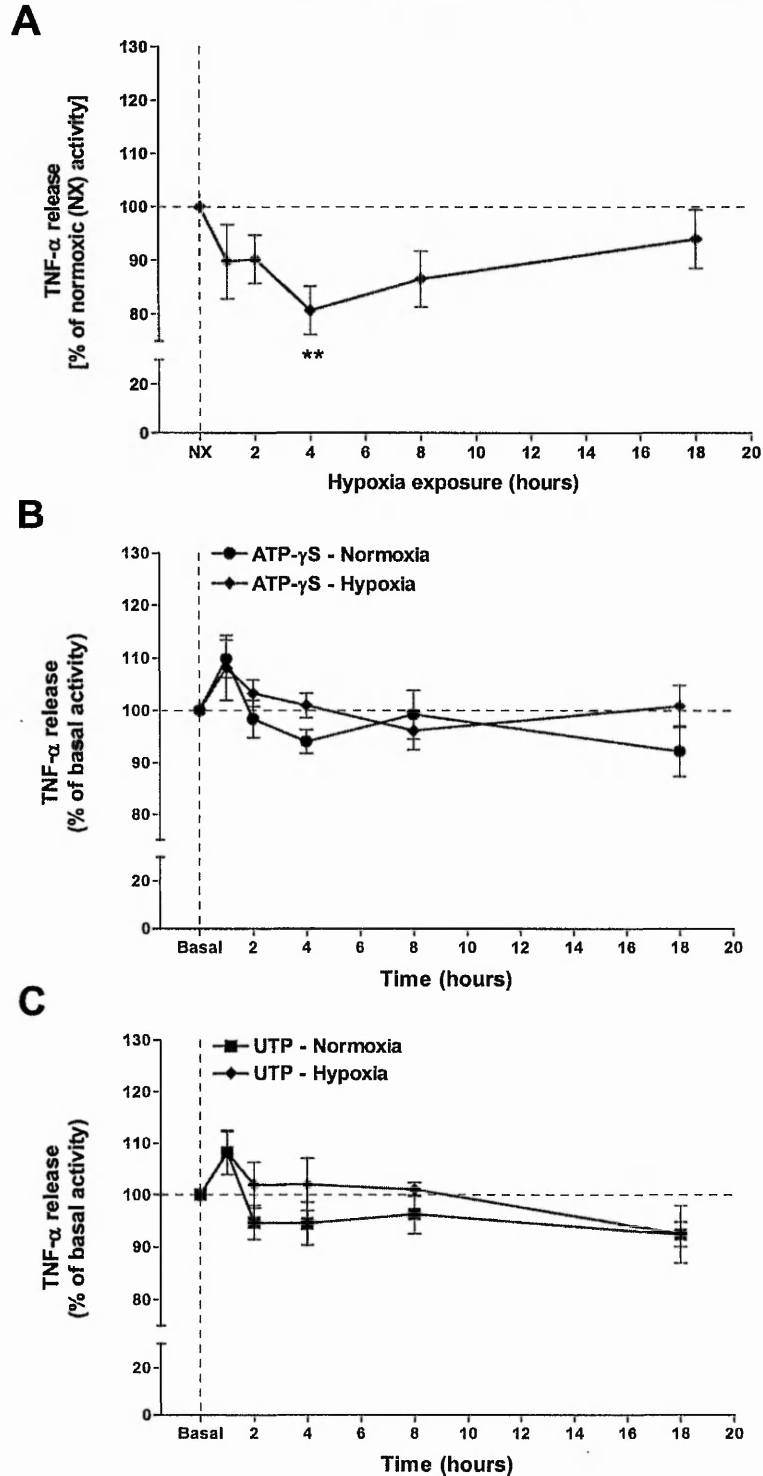 A
TNF-α release
[% of normoxic (NX) activity]
130
120
110
100
90
80
20
0
**
NX 2 4 6 8 10 12 14 16 18 20
Hypoxia exposure (hours)
B
ATP-γS - Normoxia
ATP-γS - Hypoxia
TNF-α release
(% of basal activity)
130
120
110
100
90
80
20
0
Basal 2 4 6 8 10 12 14 16 18 20
Time (hours)
C
UTP - Normoxia
UTP - Hypoxia
TNF-α release
(% of basal activity)
130
120
110
100
90
80
20
0
Basal 2 4 6 8 10 12 14 16 18 20
Time (hours)